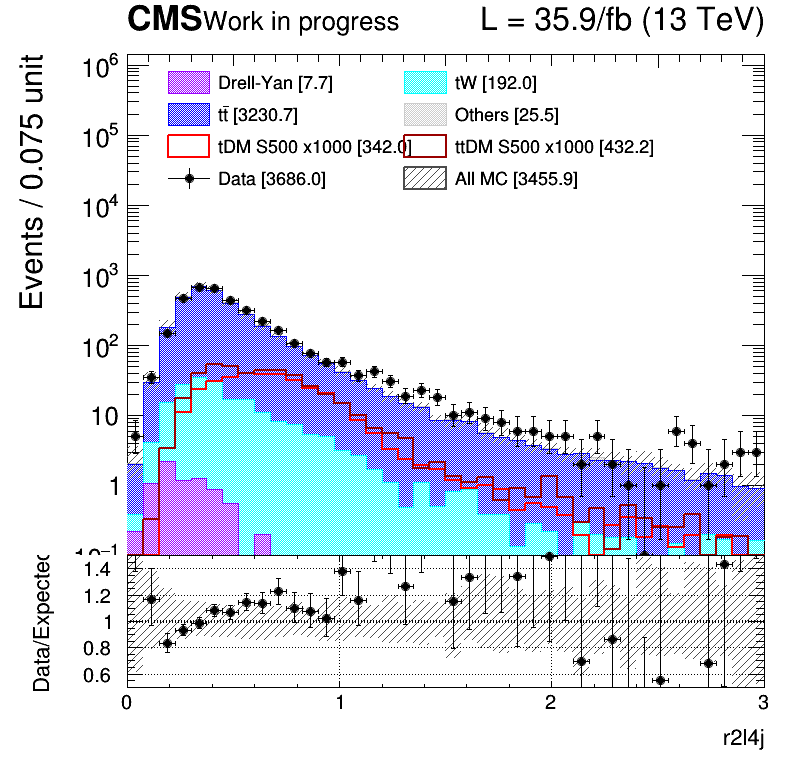 CMS Work in progress L = 35.9/fb (13 TeV)
Events / 0.075 unit
10⁶
10⁵
10⁴
10³
10²
10
1
10⁻¹
Drell-Yan [7.7] tW [192.0]
tt̄ [3230.7] Others [25.5]
tDM S500 x1000 [342.0] ttDM S500 x1000 [432.2]
Data [3686.0] All MC [3455.9]
Data/Expected
1.4
1.2
1
0.8
0.6
0 1 2 3
r2l4j